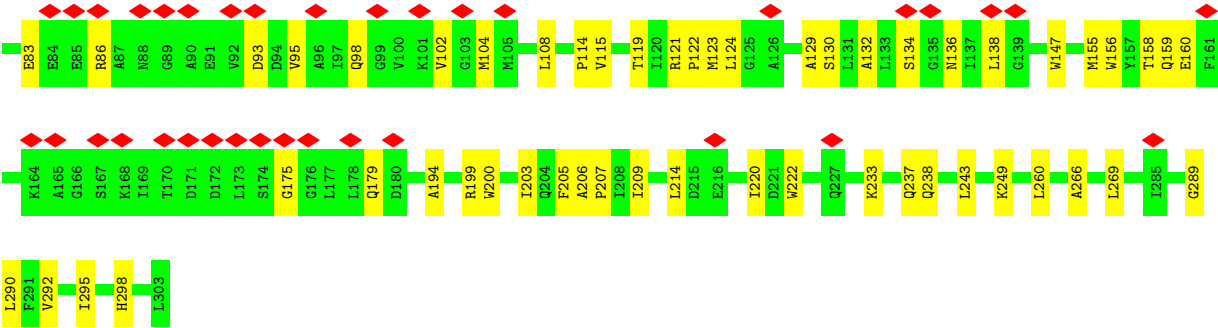 E83 E84 E85 R86 A87 N88 G89 A90 E91 V92 D93 D94 V95 A96 I97 Q98 G99 V100 K101 V102 G103 M104 M105 L108 P114 V115 T119 I120 R121 P122 M123 L124 G125 A126 A129 S130 L131 A132 L133 S134 G135 N136 I137 L138 G139 W147 M155 W156 Y157 T158 Q159 E160 F161
K164 A165 G166 S167 K168 I169 T170 D171 D172 L173 S174 G175 G176 L177 L178 Q179 D180 A194 R199 W200 I203 Q204 F205 A206 P207 I208 I209 L214 D215 E216 I220 D221 W222 Q227 K233 Q237 Q238 L243 K249 L260 A266 L269 I285 G289
L290 F291 V292 I295 H298 L303